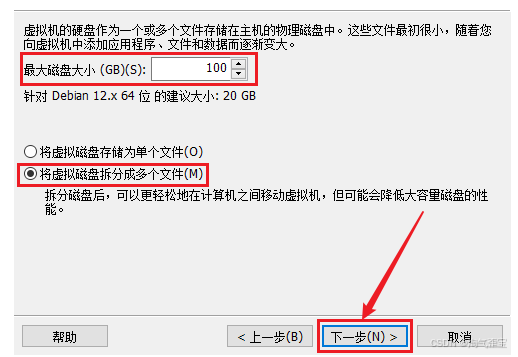 虚拟机的硬盘作为一个或多个文件存储在主机的物理磁盘中。这些文件最初很小，随着您
向虚拟机中添加应用程序、文件和数据而逐渐变大。
最大磁盘大小 (GB)(S): 100
针对 Debian 12.x 64 位 的建议大小: 20 GB
将虚拟磁盘存储为单个文件(O)
将虚拟磁盘拆分成多个文件(M)
拆分磁盘后，可以更轻松地在计算机之间移动虚拟机，但可能会降低大容量磁盘的性
能。
帮助 < 上一步(B) 下一步(N) > 取消